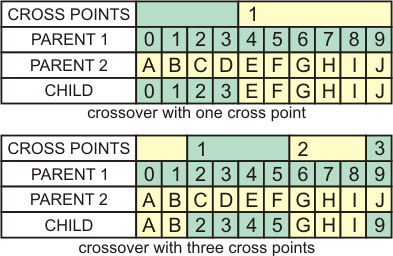 CROSS POINTS 1
PARENT 1 0 1 2 3 4 5 6 7 8 9
PARENT 2 A B C D E F G H I J
CHILD 0 1 2 3 E F G H I J
crossover with one cross point
CROSS POINTS 1 2 3
PARENT 1 0 1 2 3 4 5 6 7 8 9
PARENT 2 A B C D E F G H I J
CHILD A B 2 3 4 5 G H I 9
crossover with three cross points